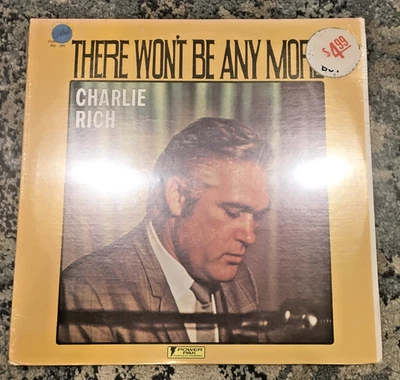 THERE WON'T BE ANY MORE
$4.99
CHARLIE
RICH
POWER
PAK